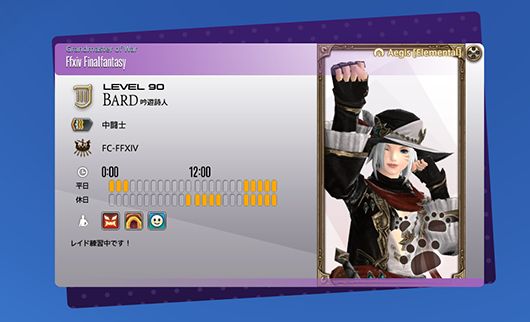 Grandmaster of War
Ffxiv Finalfantasy
Aegis [Elemental]
LEVEL 90
BARD 吟遊詩人
中闘士
FC-FFXIV
0:00 12:00
平日
休日
レイド練習中です！